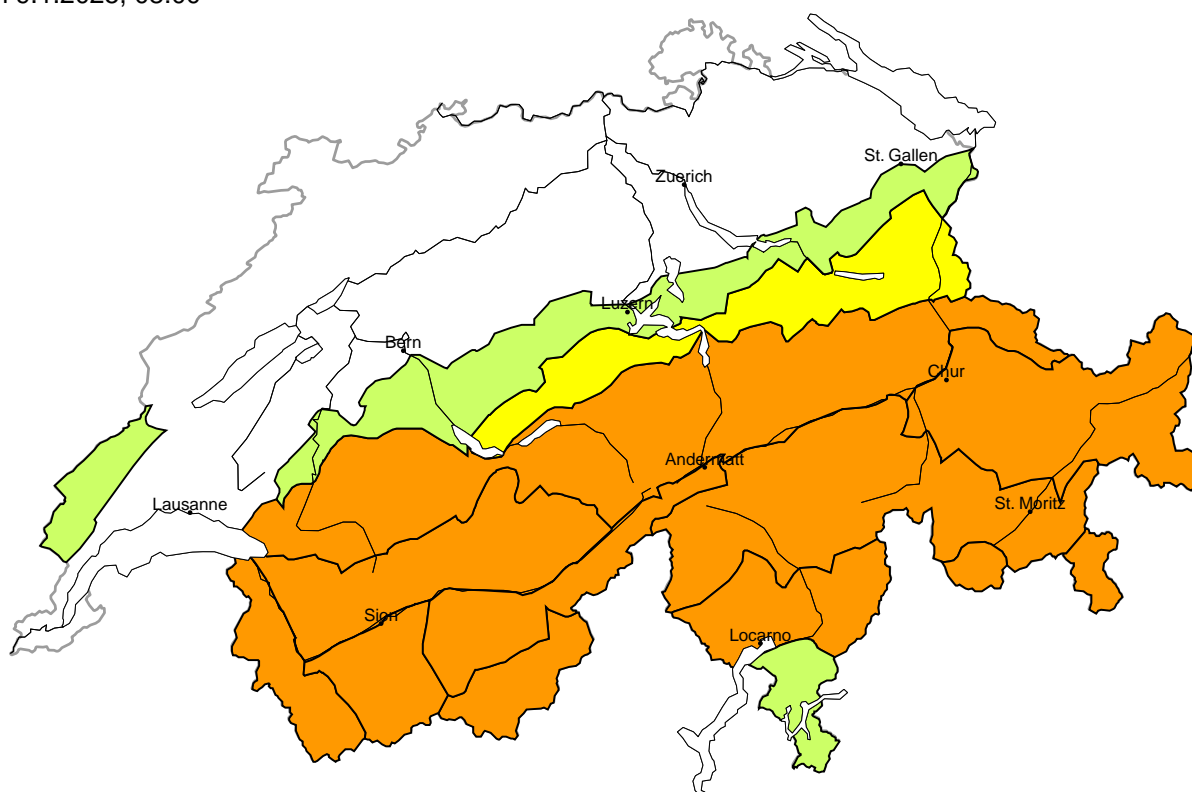 St. Gallen
Zuerich
Luzern
Bern
Chur
Andermatt
St. Moritz
Lausanne
Sion
Locarno